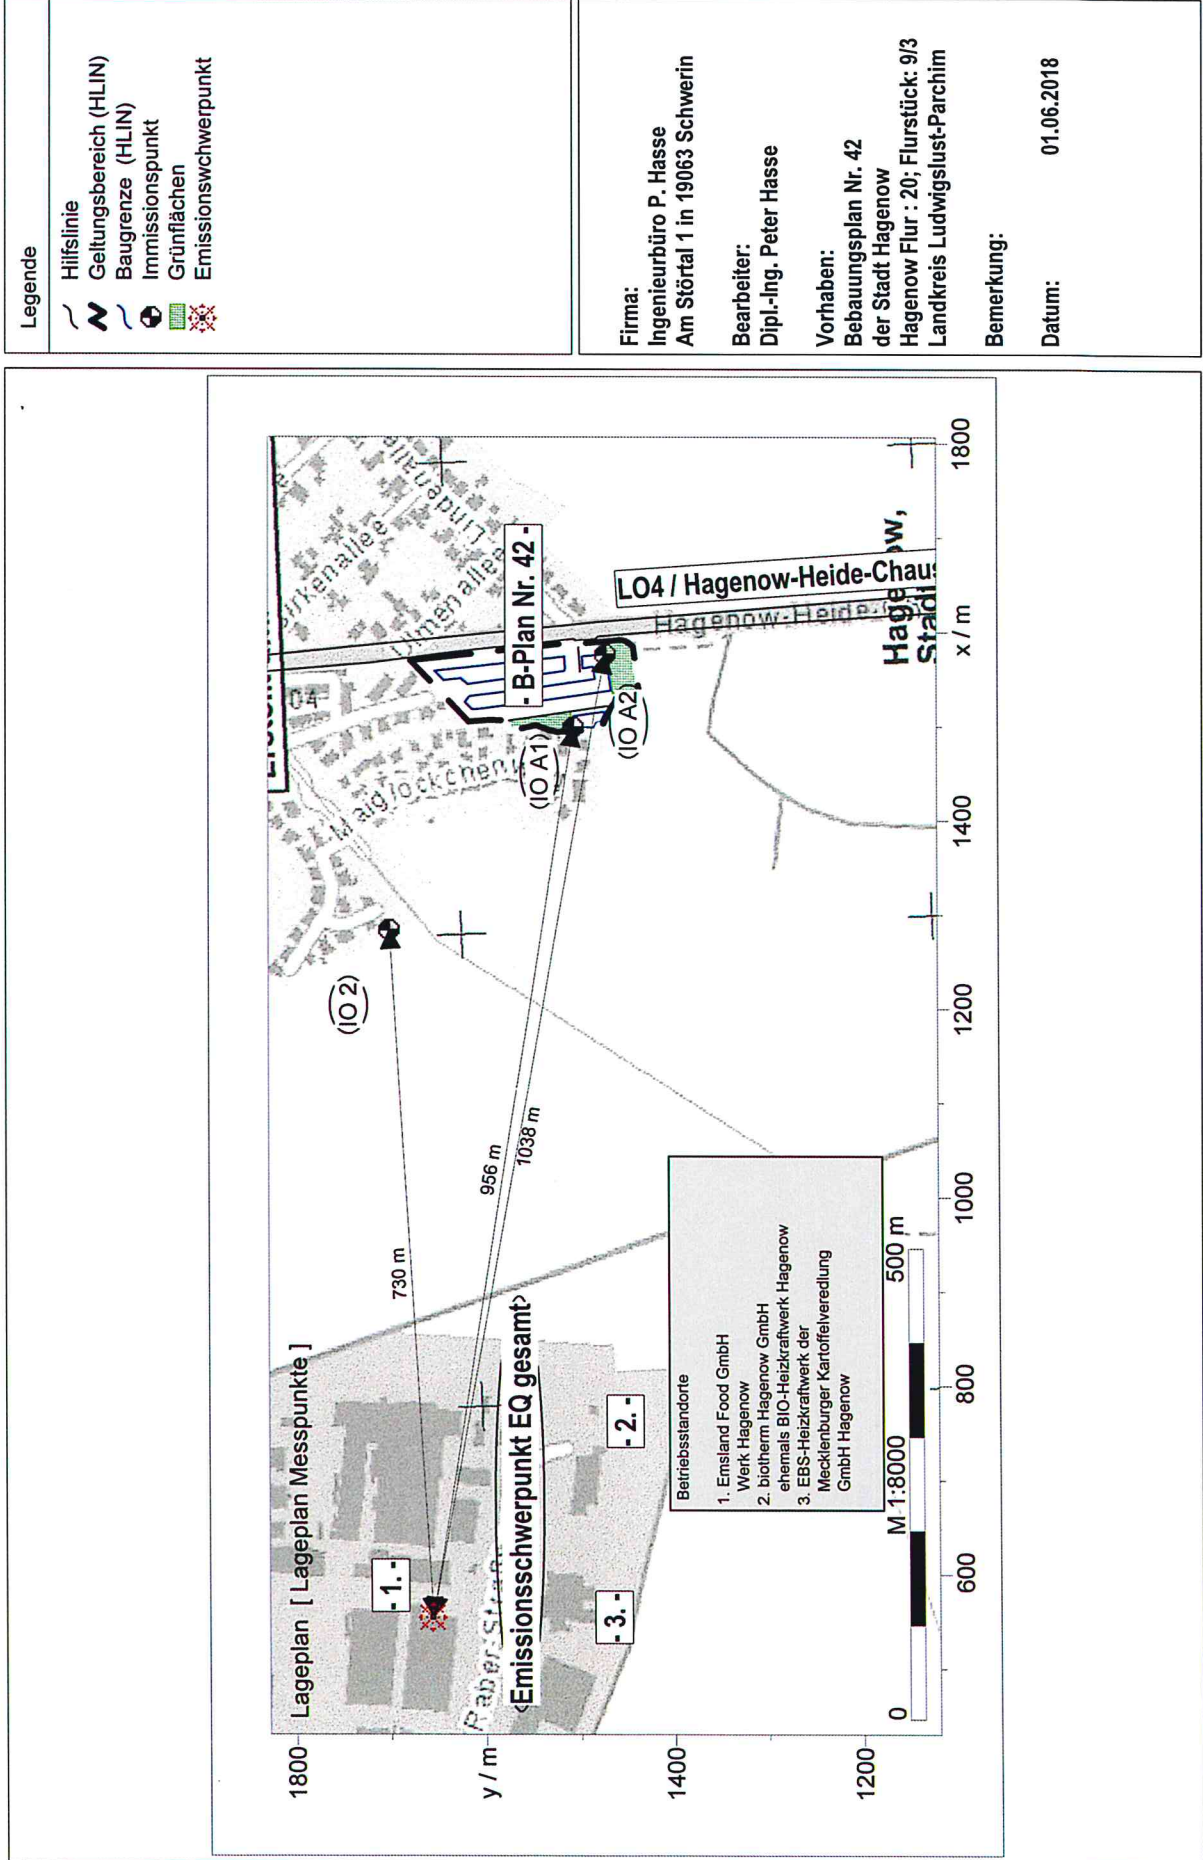 Lageplan [ Lageplan Messpunkte ]
Legende
Hilfslinie
Geltungsbereich (HLIN)
Baugrenze (HLIN)
Immissionspunkt
Grünflächen
Emissionswchwerpunkt
Firma:
Ingenieurbüro P. Hasse
Am Störtal 1 in 19063 Schwerin
Bearbeiter:
Dipl.-Ing. Peter Hasse
Vorhaben:
Bebauungsplan Nr. 42
der Stadt Hagenow
Hagenow Flur : 20; Flurstück: 9/3
Landkreis Ludwigslust-Parchim
Bemerkung:
Datum: 01.06.2018
1800
y / m
1400
1200
600
800
1000
1200
1400
x / m
1800
- 1. -
- 2. -
- 3. -
<Emissionsschwerpunkt EQ gesamt>
730 m
956 m
1038 m
(IO 2)
(IO A1)
(IO A2)
- B-Plan Nr. 42 -
LO4 / Hagenow-Heide-Chaus
Hagenow-Heide-
Ulmenallee
irkenallee
Lindenallee
Maiglöckchen
04
Betriebsstandorte
1. Emsland Food GmbH
Werk Hagenow
2. biotherm Hagenow GmbH
ehemals BIO-Heizkraftwerk Hagenow
3. EBS-Heizkraftwerk der
Mecklenburger Kartoffelveredlung
GmbH Hagenow
M 1:8000
0
500 m